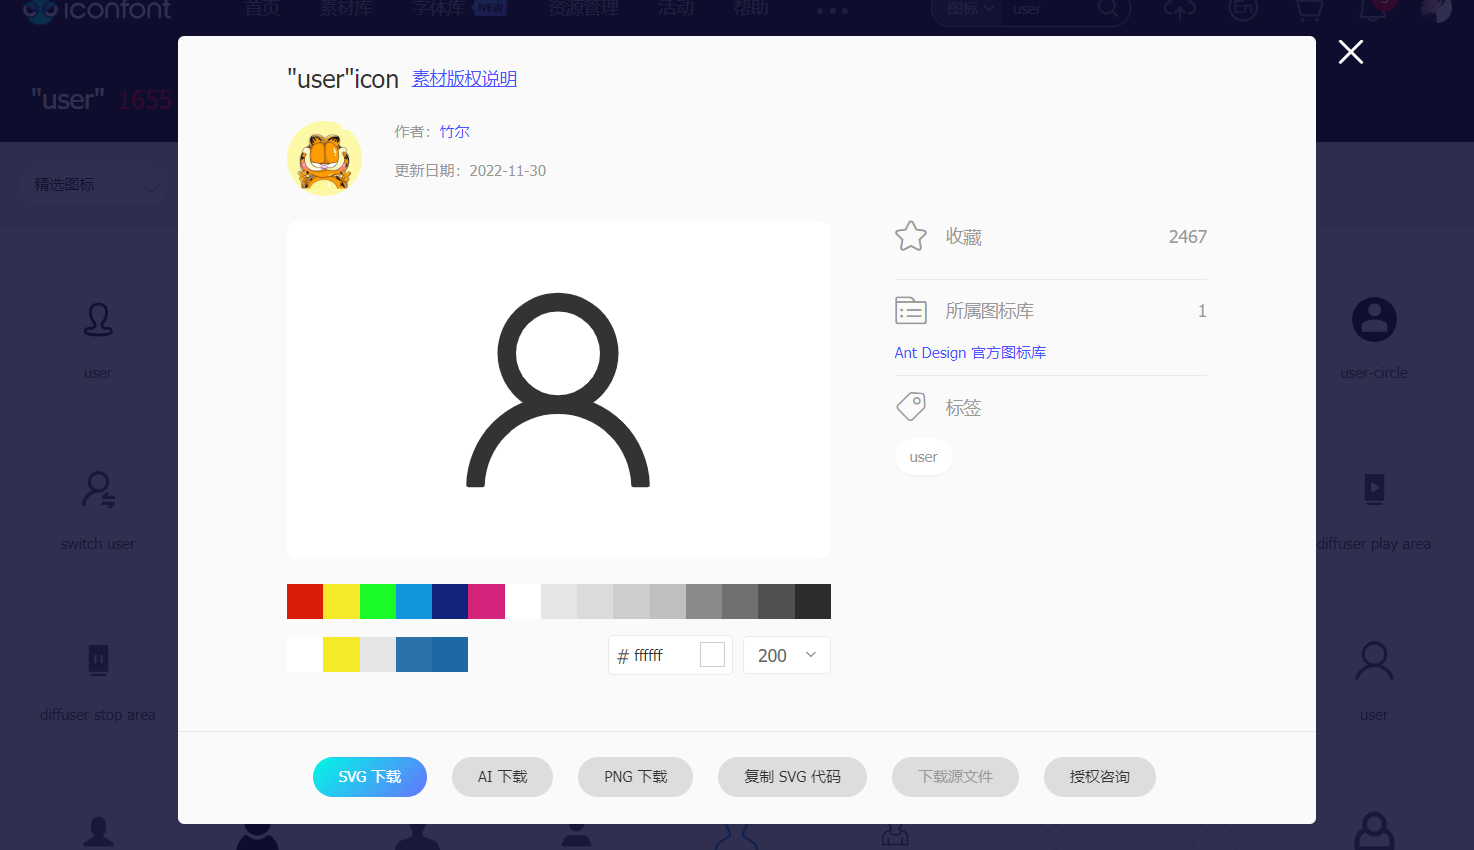 iconfont
首页 素材库 字体库 NEW 资源管理 活动 帮助 图标 user En
"user" 1655
精选图标
"user"icon 素材版权说明
作者：竹尔
更新日期：2022-11-30
收藏 2467
所属图标库 1
Ant Design 官方图标库
标签
user
user
user-circle
switch user
diffuser play area
# ffffff 200
diffuser stop area
user
SVG 下载 AI 下载 PNG 下载 复制 SVG 代码 下载源文件 授权咨询